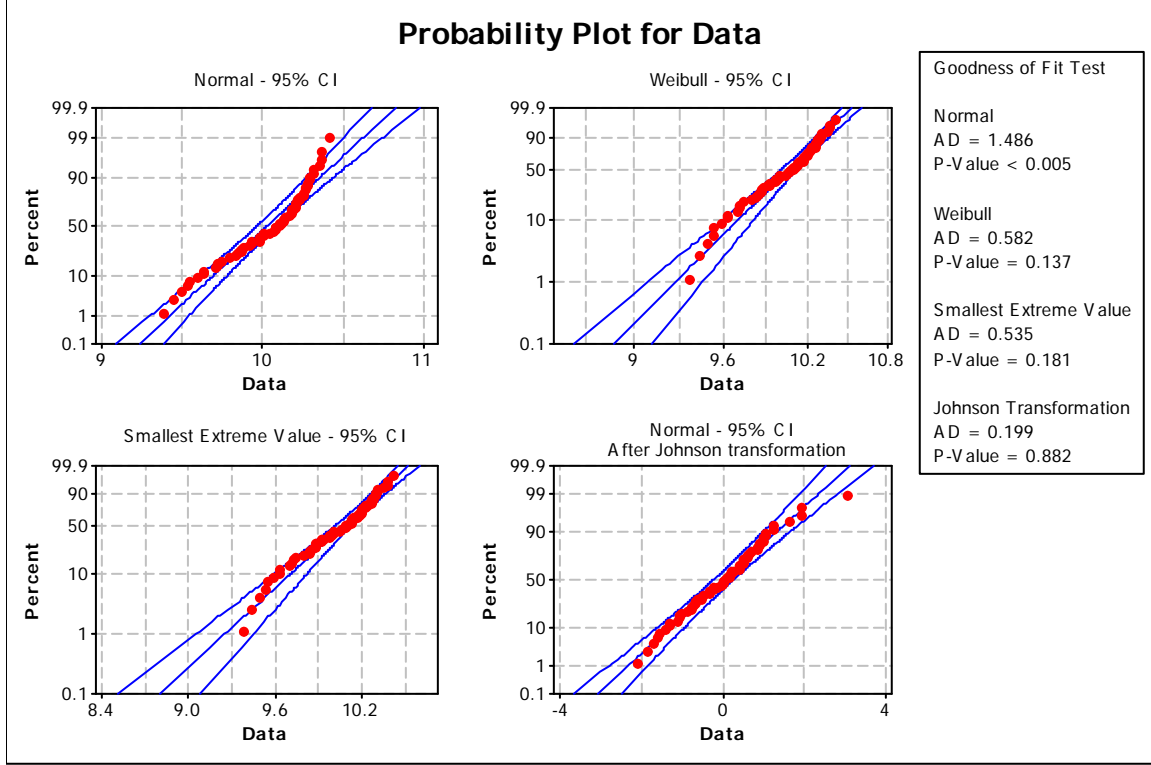 Probability Plot for Data
Normal - 95% CI
99.9
99
90
50
10
1
0.1
Percent
9
10
11
Data
Weibull - 95% CI
99.9
90
50
10
1
0.1
Percent
9
9.6
10.2
10.8
Data
Smallest Extreme Value - 95% CI
99.9
90
50
10
1
0.1
Percent
8.4
9.0
9.6
10.2
Data
Normal - 95% CI
After Johnson transformation
99.9
99
90
50
10
1
0.1
Percent
-4
0
4
Data
Goodness of Fit Test
Normal
AD = 1.486
P-Value < 0.005
Weibull
AD = 0.582
P-Value = 0.137
Smallest Extreme Value
AD = 0.535
P-Value = 0.181
Johnson Transformation
AD = 0.199
P-Value = 0.882